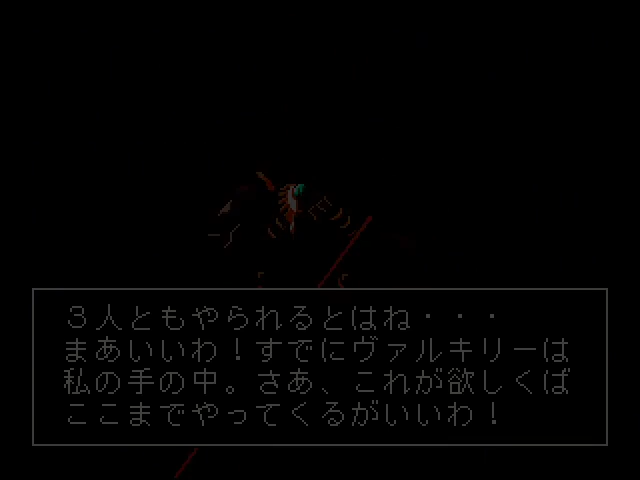 ３人ともやられるとはね・・・
まあいいわ！すでにヴァルキリーは
私の手の中。さあ、これが欲しくば
ここまでやってくるがいいわ！